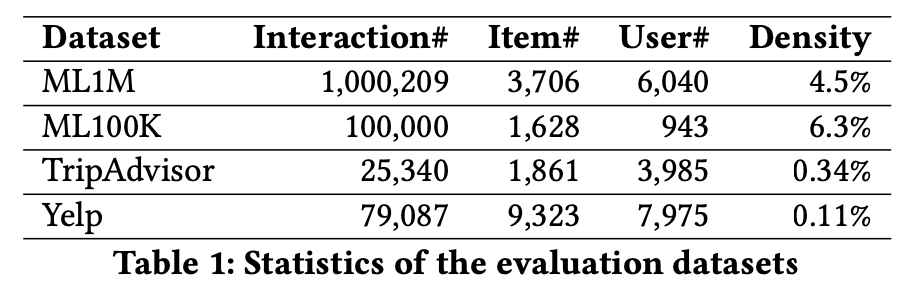 Dataset Interaction# Item# User# Density
ML1M 1,000,209 3,706 6,040 4.5%
ML100K 100,000 1,628 943 6.3%
TripAdvisor 25,340 1,861 3,985 0.34%
Yelp 79,087 9,323 7,975 0.11%
Table 1: Statistics of the evaluation datasets